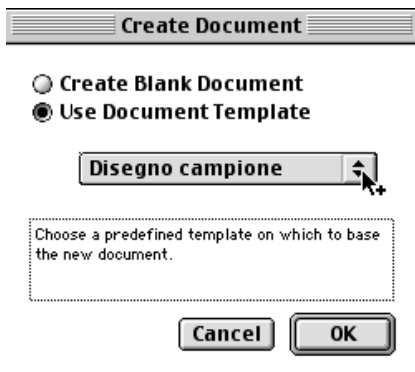 Create Document
Create Blank Document
Use Document Template
Disegno campione
Choose a predefined template on which to base
the new document.
Cancel OK